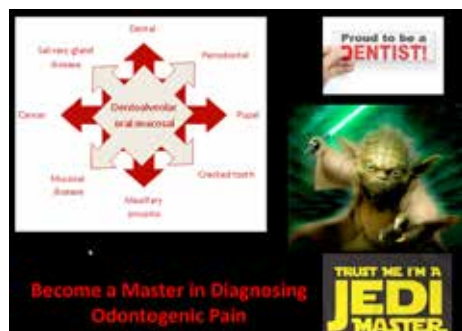 Dental
Salivary gland
disease
Periodontal
Cancer
Dentoalveolar
oral mucosal
Pulpal
Mucosal
disease
Cracked tooth
Maxillary
sinusitis
Proud to be a
DENTIST!
Become a Master in Diagnosing
Odontogenic Pain
TRUST ME I'M A
JEDI
MASTER